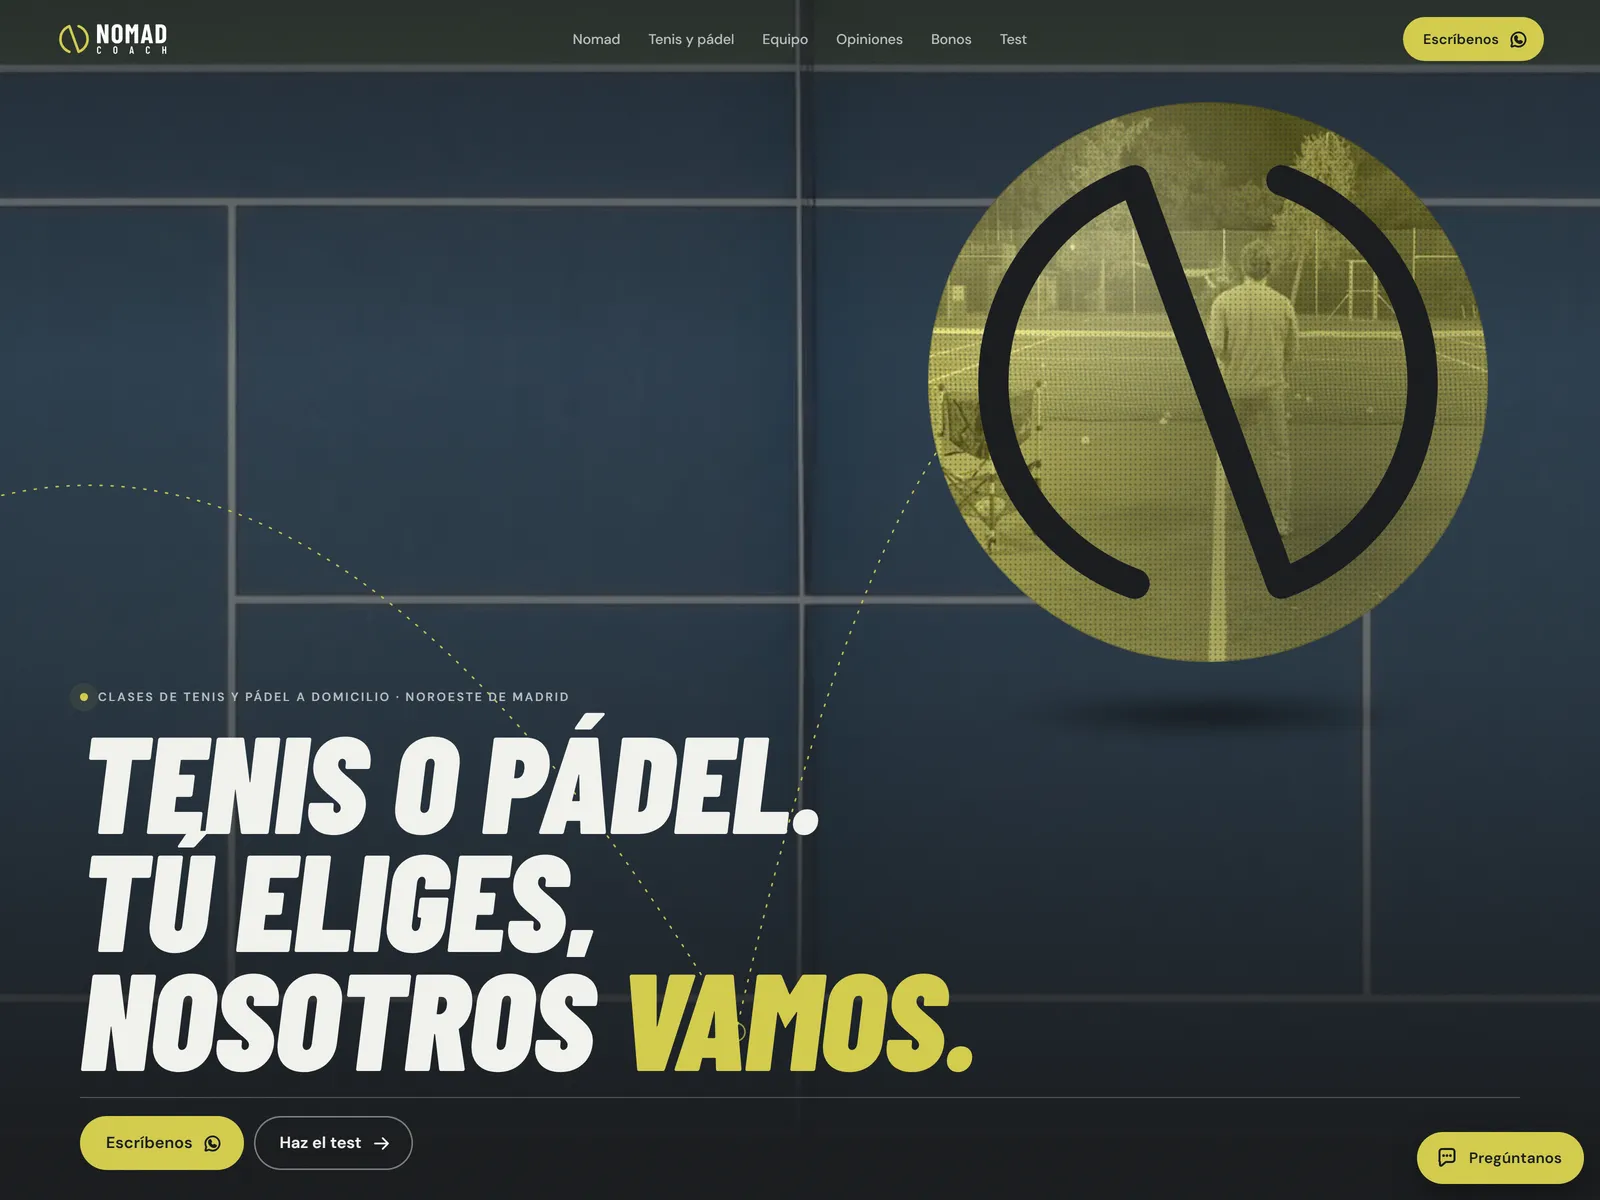 NOMAD
COACH
Nomad
Tenis y pádel
Equipo
Opiniones
Bonos
Test
Escríbenos
CLASES DE TENIS Y PÁDEL A DOMICILIO · NOROESTE DE MADRID
TENIS O PÁDEL.
TÚ ELIGES,
NOSOTROS VAMOS.
Escríbenos
Haz el test →
Pregúntanos